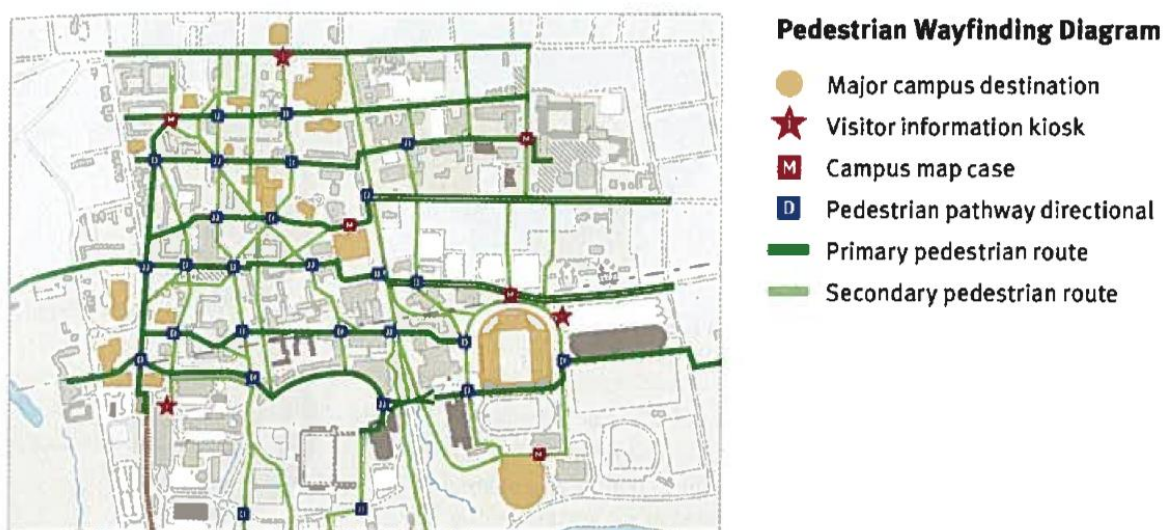 Pedestrian Wayfinding Diagram
Major campus destination
i
Visitor information kiosk
M
Campus map case
D
Pedestrian pathway directional
Primary pedestrian route
Secondary pedestrian route